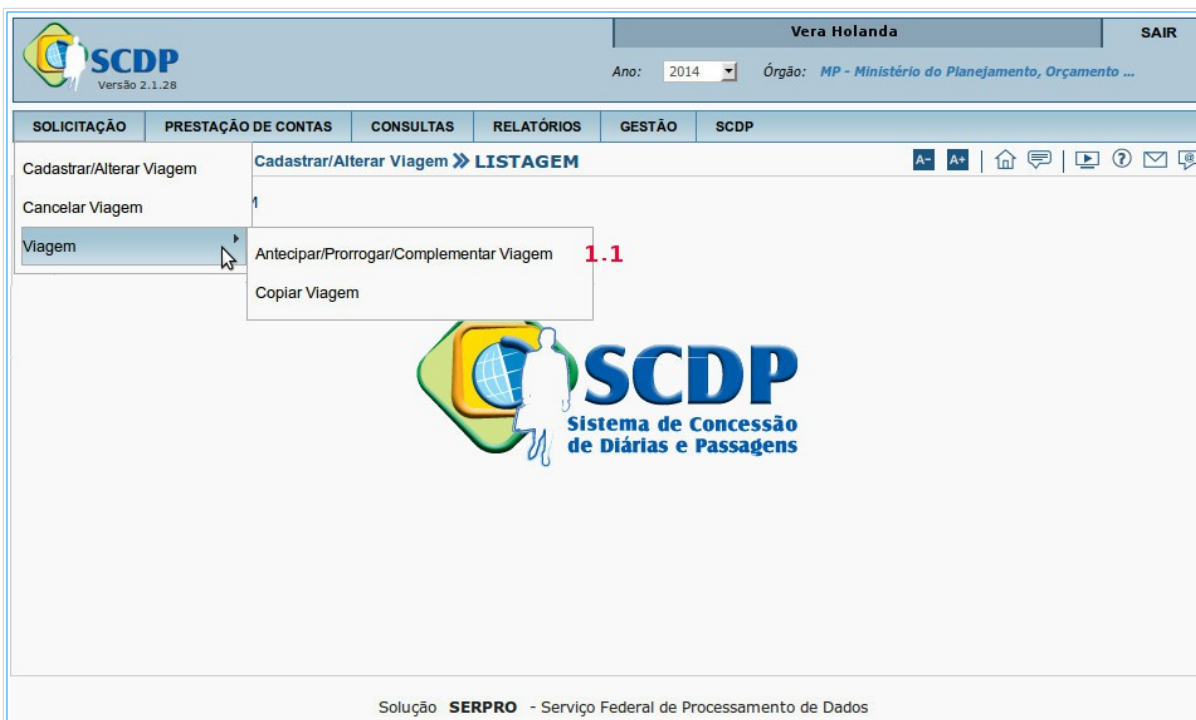 Vera Holanda
SAIR
SCDP
Versão 2.1.28
Ano: 2014 Órgão: MP - Ministério do Planejamento, Orçamento ...
SOLICITAÇÃO PRESTAÇÃO DE CONTAS CONSULTAS RELATÓRIOS GESTÃO SCDP
Cadastrar/Alterar Viagem » LISTAGEM
A- A+
Cadastrar/Alterar Viagem
Cancelar Viagem
Viagem
Antecipar/Prorrogar/Complementar Viagem 1.1
Copiar Viagem
SCDP
Sistema de Concessão
de Diárias e Passagens
Solução SERPRO - Serviço Federal de Processamento de Dados